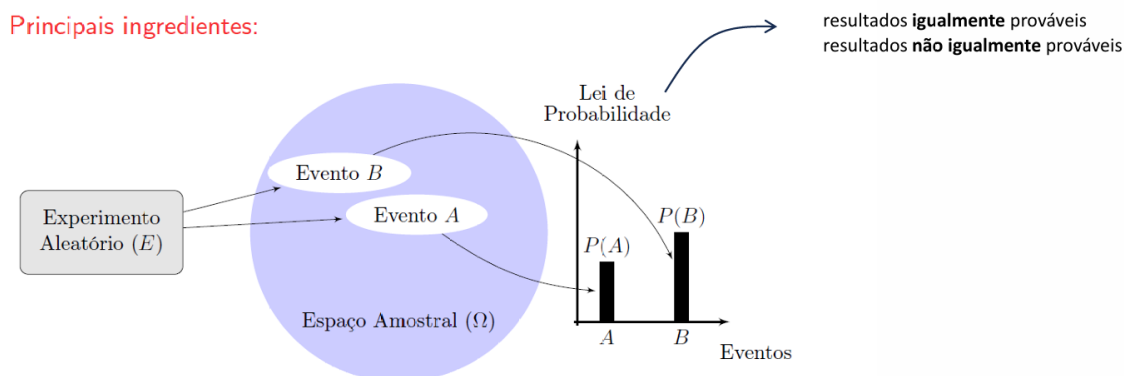 Principais ingredientes:
resultados igualmente prováveis
resultados não igualmente prováveis
Lei de
Probabilidade
Evento B
Evento A
Experimento
Aleatório (E)
Espaço Amostral (Ω)
P(B)
P(A)
A
B
Eventos